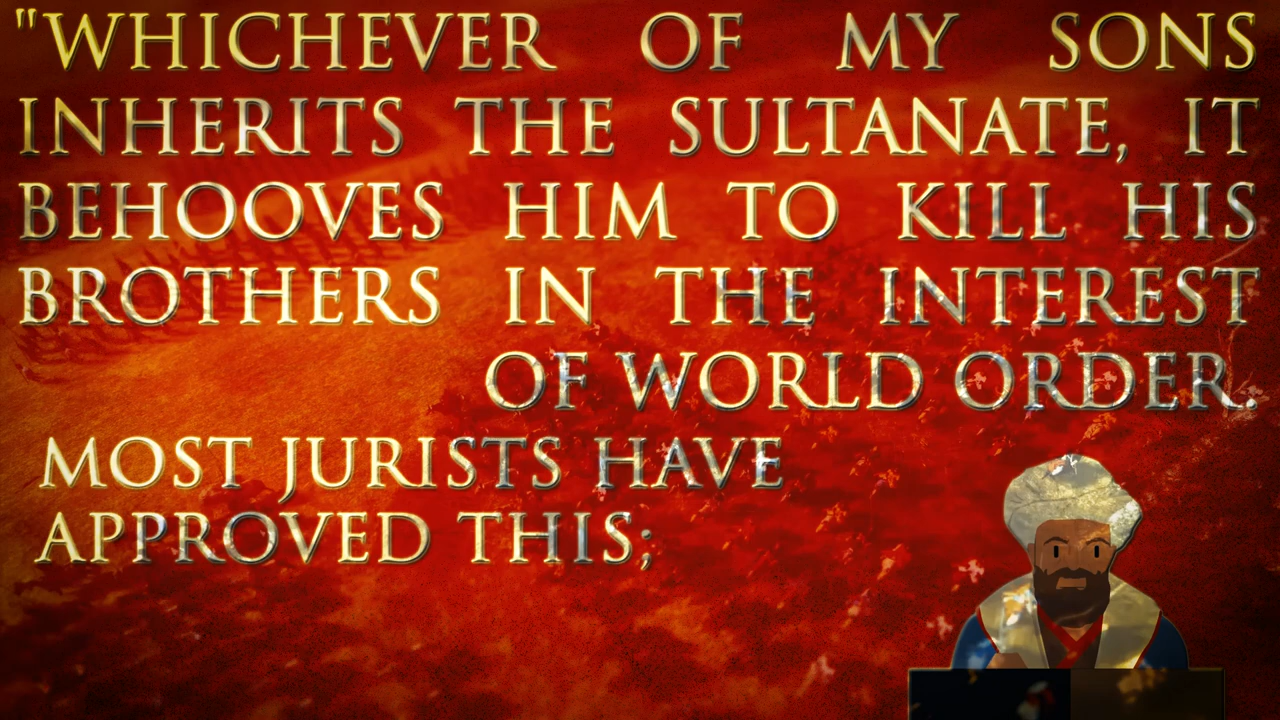 "WHICHEVER OF MY SONS
INHERITS THE SULTANATE, IT
BEHOOVES HIM TO KILL HIS
BROTHERS IN THE INTEREST
OF WORLD ORDER.
MOST JURISTS HAVE
APPROVED THIS;